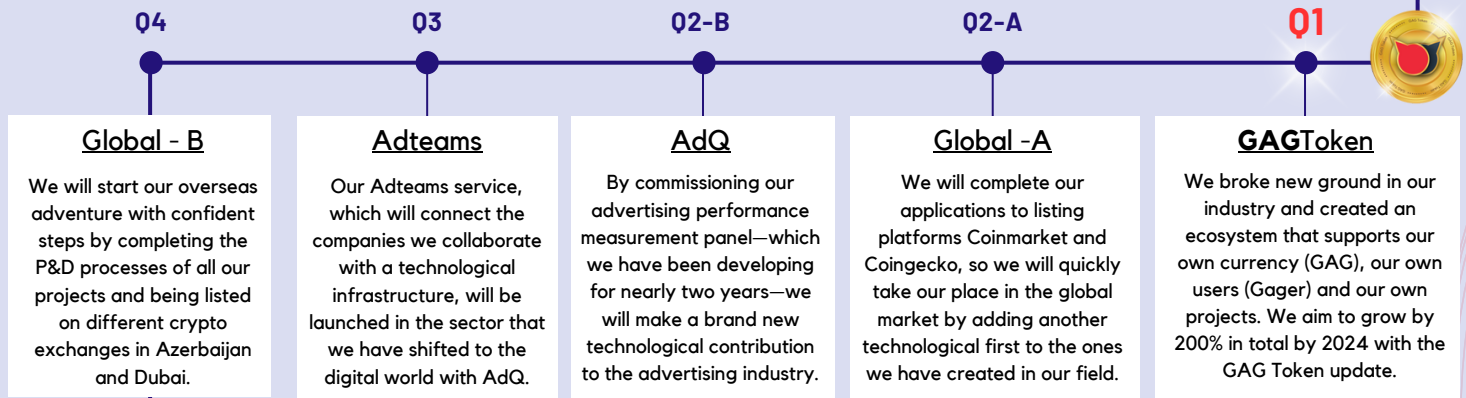 Q4
Q3
Q2-B
Q2-A
Q1
Global - B
We will start our overseas
adventure with confident
steps by completing the
P&D processes of all our
projects and being listed
on different crypto
exchanges in Azerbaijan
and Dubai.
Adteams
Our Adteams service,
which will connect the
companies we collaborate
with a technological
infrastructure, will be
launched in the sector that
we have shifted to the
digital world with AdQ.
AdQ
By commissioning our
advertising performance
measurement panel—which
we have been developing
for nearly two years—we
will make a brand new
technological contribution
to the advertising industry.
Global -A
We will complete our
applications to listing
platforms Coinmarket and
Coingecko, so we will quickly
take our place in the global
market by adding another
technological first to the ones
we have created in our field.
GAGToken
We broke new ground in our
industry and created an
ecosystem that supports our
own currency (GAG), our own
users (Gager) and our own
projects. We aim to grow by
200% in total by 2024 with the
GAG Token update.